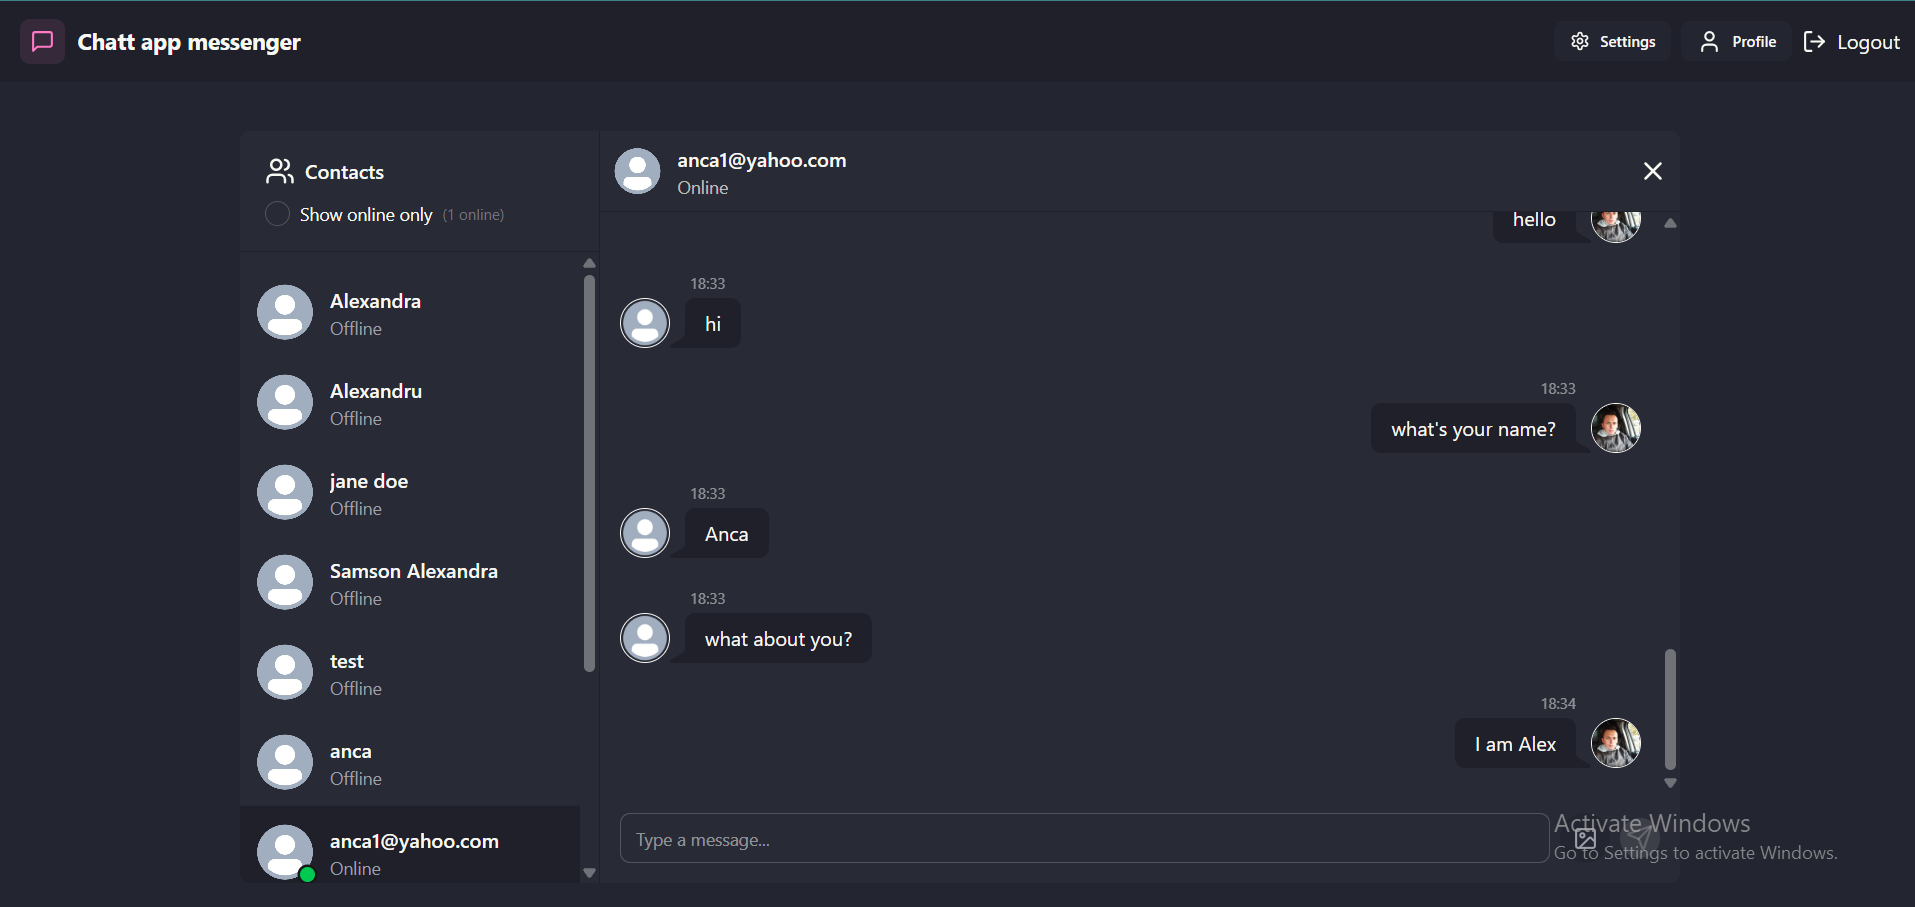 Chatt app messenger
Settings
Profile
Logout
Contacts
Show online only (1 online)
Alexandra
Offline
Alexandru
Offline
jane doe
Offline
Samson Alexandra
Offline
test
Offline
anca
Offline
anca1@yahoo.com
Online
anca1@yahoo.com
Online
hello
18:33
hi
18:33
what's your name?
18:33
Anca
18:33
what about you?
18:34
I am Alex
Type a message...
Activate Windows
Go to Settings to activate Windows.